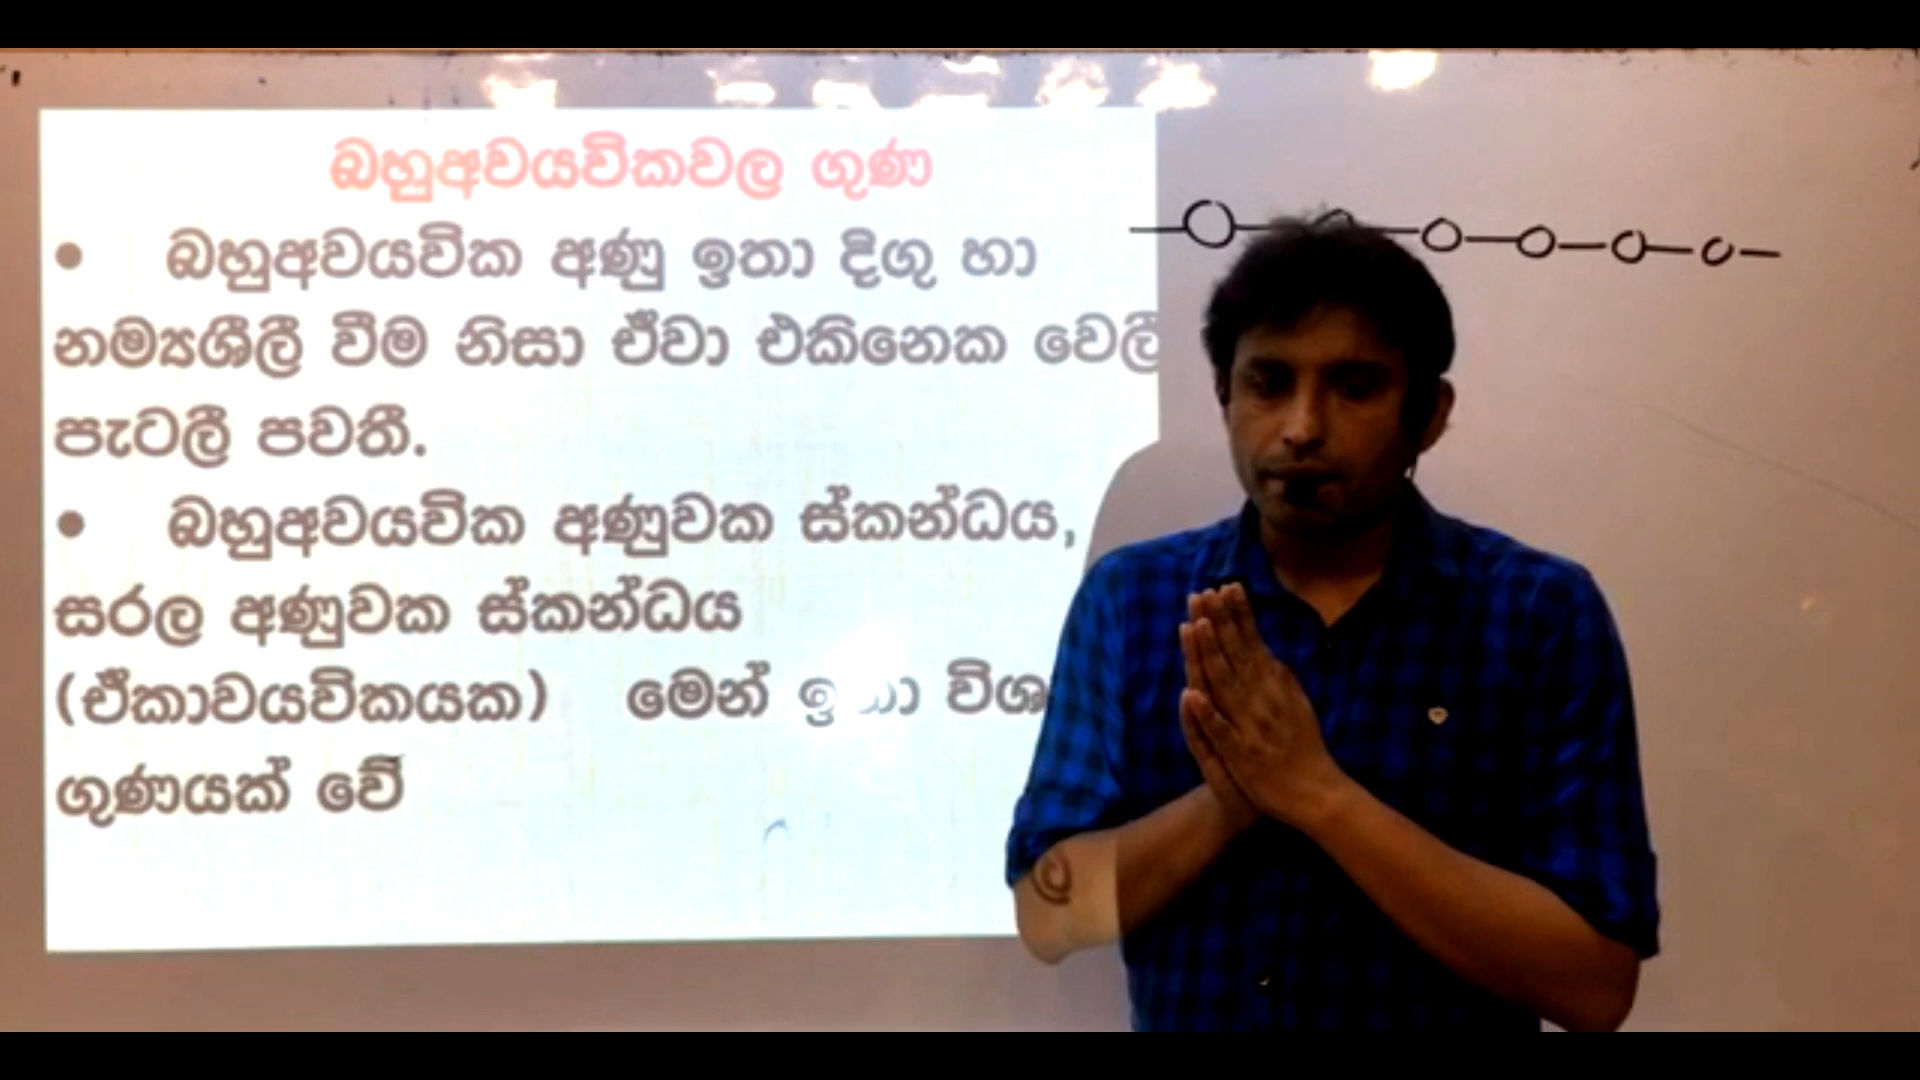 බහුඅවයවිකවල ගුණ
• බහුඅවයවික අණු ඉතා දිගු හා
නම්‍යශීලී වීම නිසා ඒවා එකිනෙක වෙලී
පැටලී පවතී.
• බහුඅවයවික අණුවක ස්කන්ධය,
සරල අණුවක ස්කන්ධය
(ඒකාවයවිකයක) මෙන් ඉතා
ගුණයක් වේ